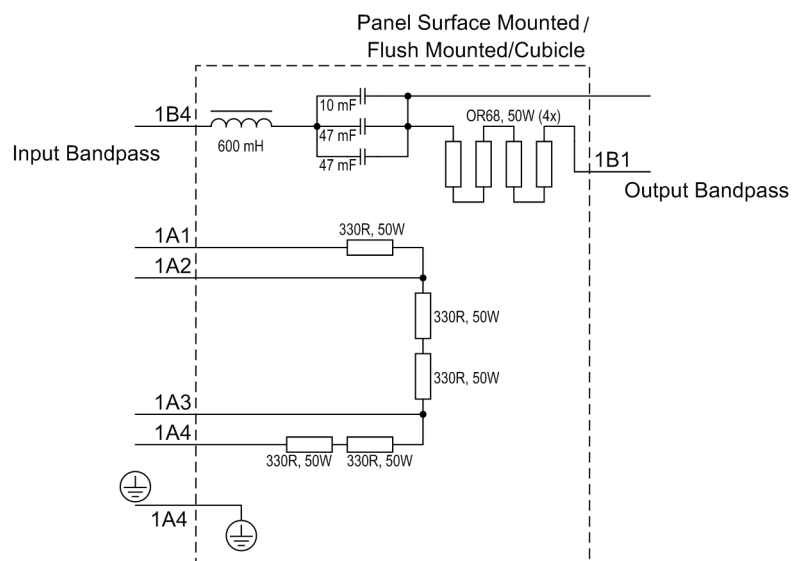 Panel Surface Mounted /
Flush Mounted/Cubicle
10 mF
1B4
OR68, 50W (4x)
47 mF
600 mH
Input Bandpass
47 mF
1B1
Output Bandpass
330R, 50W
1A1
1A2
330R, 50W
330R, 50W
1A3
1A4
330R, 50W 330R, 50W
1A4